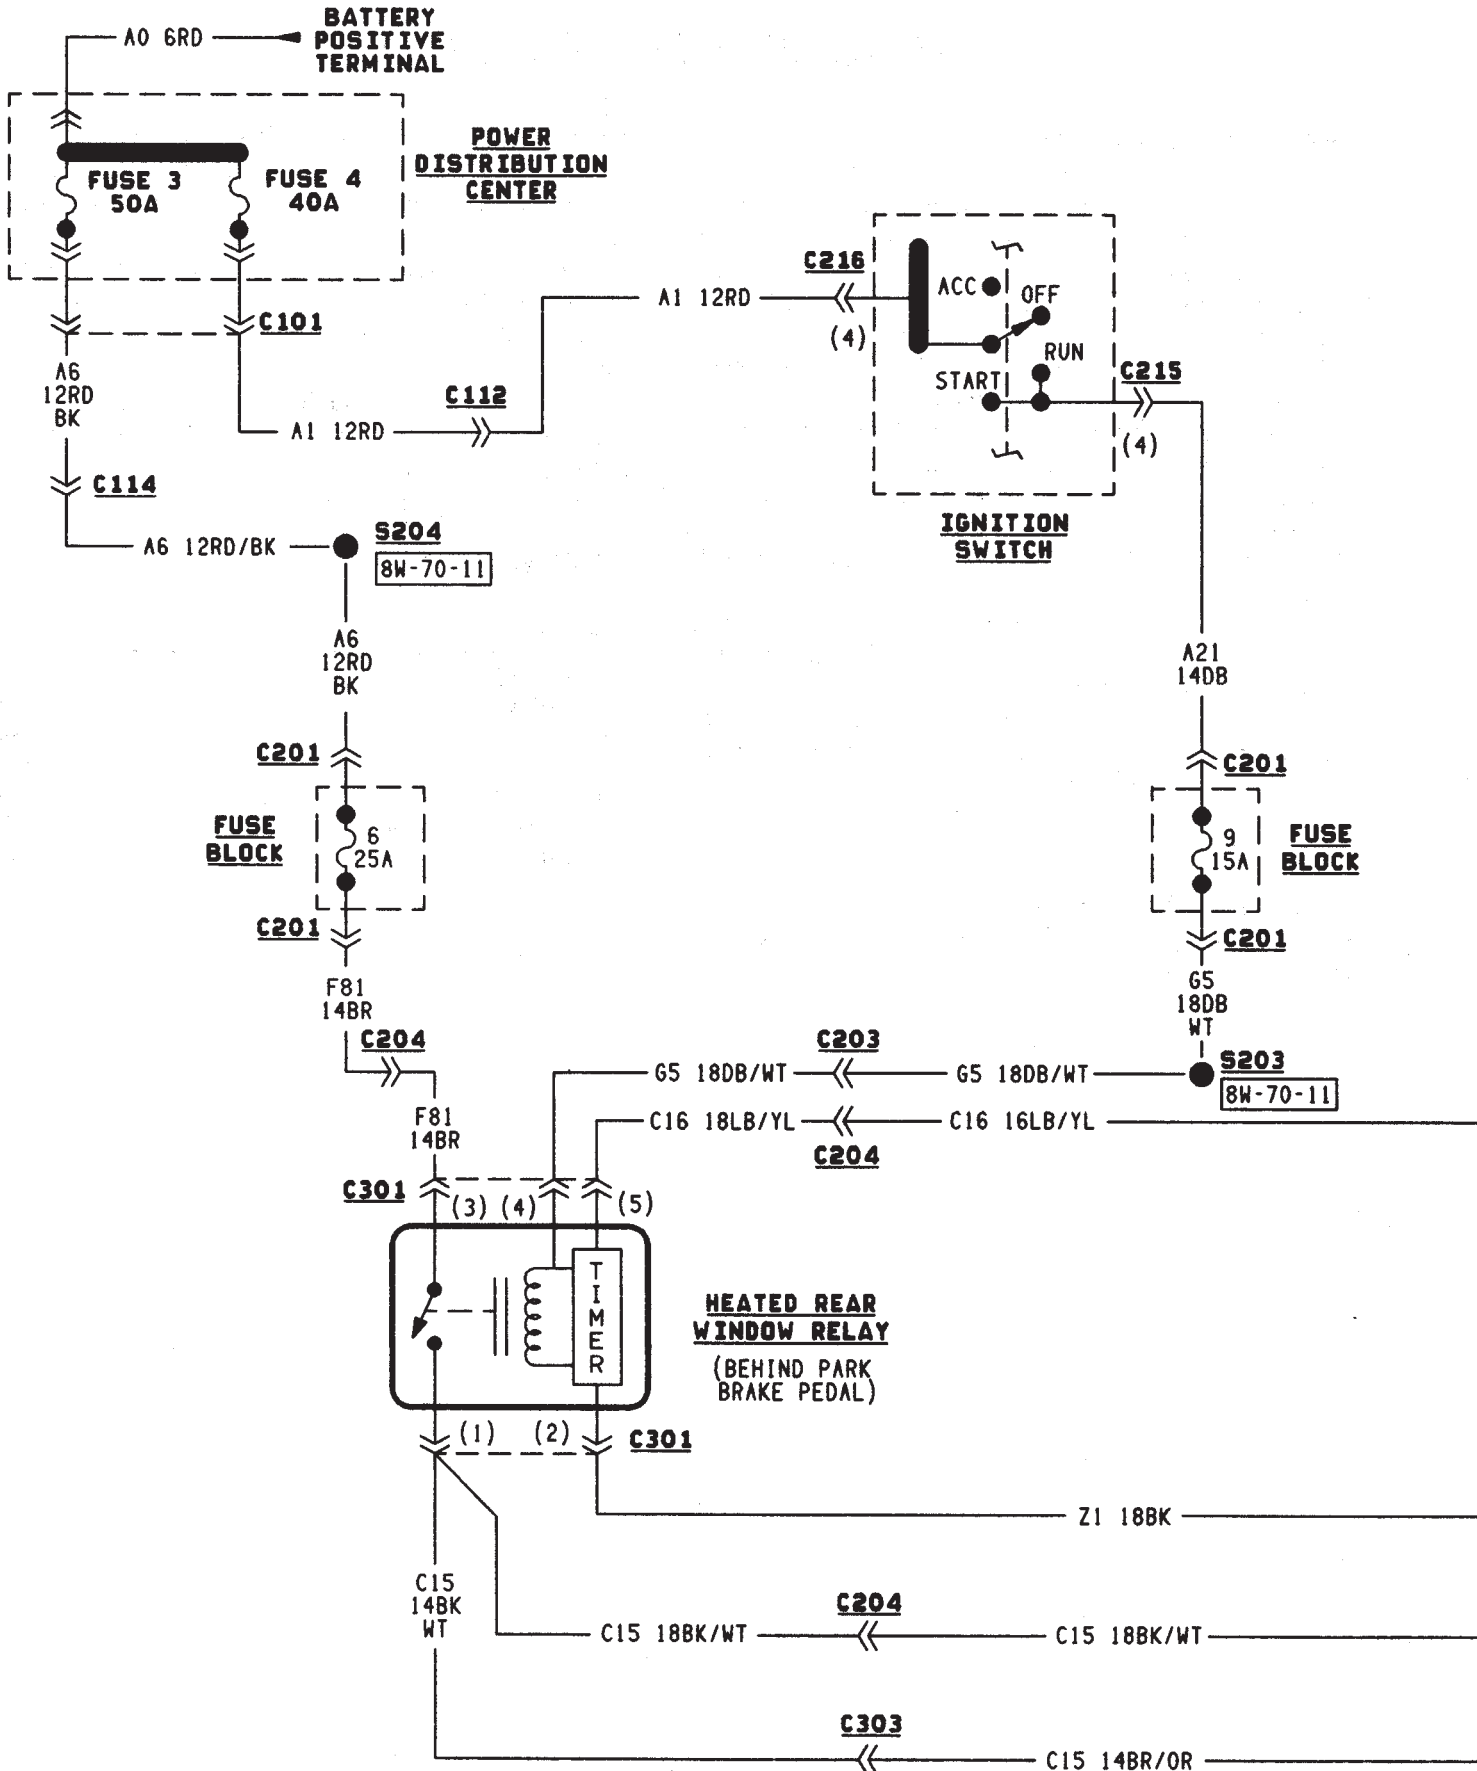 BATTERY
POSITIVE
TERMINAL
A0 6RD
POWER
DISTRIBUTION
CENTER
FUSE 3
50A
FUSE 4
40A
C101
A6
12RD
BK
A1 12RD
C112
A1 12RD
C216
(4)
ACC
OFF
RUN
START
C215
(4)
IGNITION
SWITCH
C114
A6 12RD/BK
S204
8W-70-11
A6
12RD
BK
A21
14DB
C201
FUSE
BLOCK
6
25A
C201
C201
9
15A
FUSE
BLOCK
C201
F81
14BR
G5
18DB
WT
C204
C203
G5 18DB/WT
G5 18DB/WT
S203
8W-70-11
C16 18LB/YL
C16 16LB/YL
C204
F81
14BR
C301
(3)
(4)
(5)
TIMER
HEATED REAR
WINDOW RELAY
(BEHIND PARK
BRAKE PEDAL)
(1)
(2)
C301
Z1 18BK
C15
14BK
WT
C204
C15 18BK/WT
C15 18BK/WT
C303
C15 14BR/OR